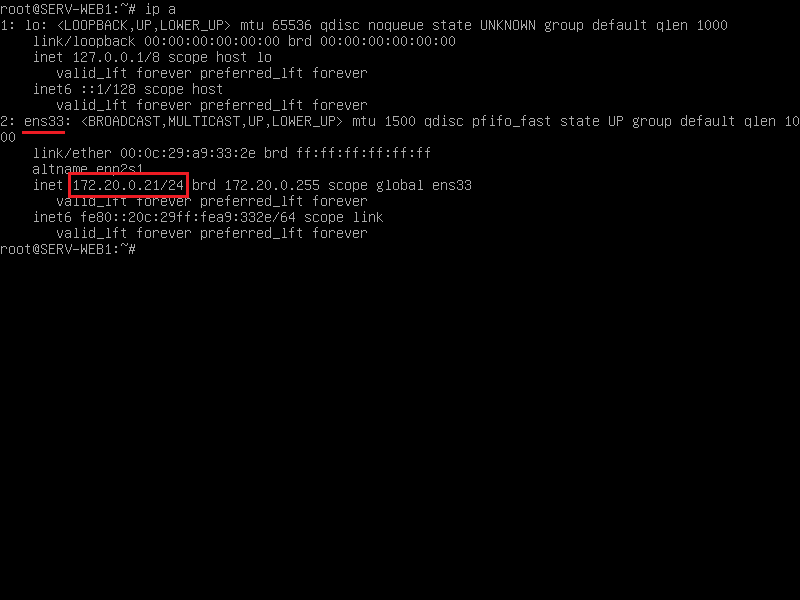 root@SERV-WEB1:~# ip a
1: lo: <LOOPBACK,UP,LOWER_UP> mtu 65536 qdisc noqueue state UNKNOWN group default qlen 1000
link/loopback 00:00:00:00:00:00 brd 00:00:00:00:00:00
inet 127.0.0.1/8 scope host lo
valid_lft forever preferred_lft forever
inet6 ::1/128 scope host
valid_lft forever preferred_lft forever
2: ens33: <BROADCAST,MULTICAST,UP,LOWER_UP> mtu 1500 qdisc pfifo_fast state UP group default qlen 10
00
link/ether 00:0c:29:a9:33:2e brd ff:ff:ff:ff:ff:ff
altname enp2s1
inet 172.20.0.21/24 brd 172.20.0.255 scope global ens33
valid_lft forever preferred_lft forever
inet6 fe80::20c:29ff:fea9:332e/64 scope link
valid_lft forever preferred_lft forever
root@SERV-WEB1:~#